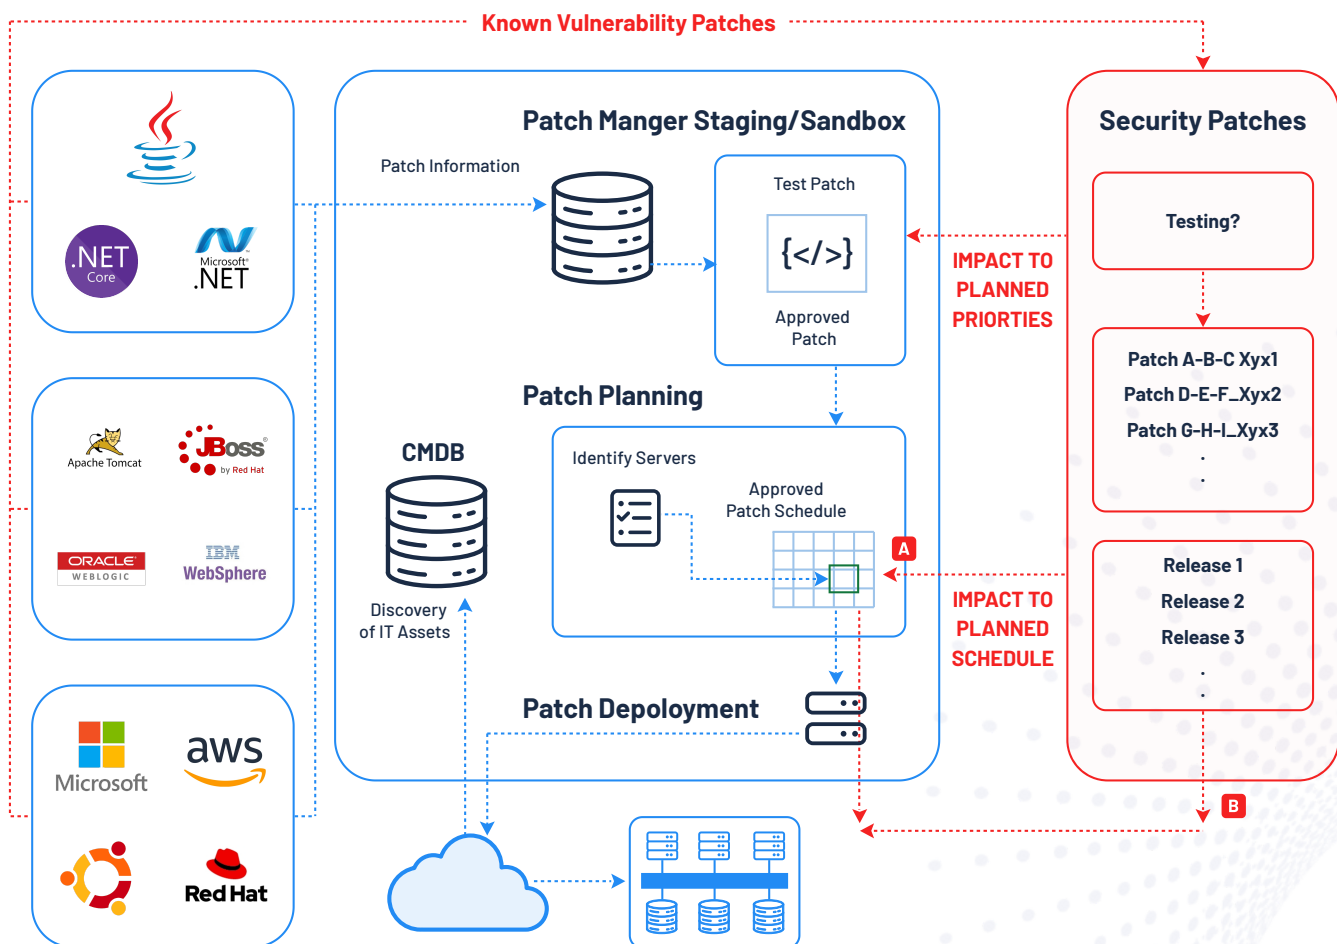 Known Vulnerability Patches
.NET
Core
Microsoft®
.NET
Apache Tomcat
JBoss®
by Red Hat
ORACLE®
WEBLOGIC
IBM
WebSphere
Microsoft
aws
Red Hat
Patch Manger Staging/Sandbox
Patch Information
Test Patch
{</>}
Approved
Patch
Patch Planning
CMDB
Discovery
of IT Assets
Identify Servers
Approved
Patch Schedule
A
Patch Depoloyment
IMPACT TO
PLANNED
PRIORTIES
IMPACT TO
PLANNED
SCHEDULE
Security Patches
Testing?
Patch A-B-C Xyx1
Patch D-E-F_Xyx2
Patch G-H-I_Xyx3
.
.
Release 1
Release 2
Release 3
.
.
B